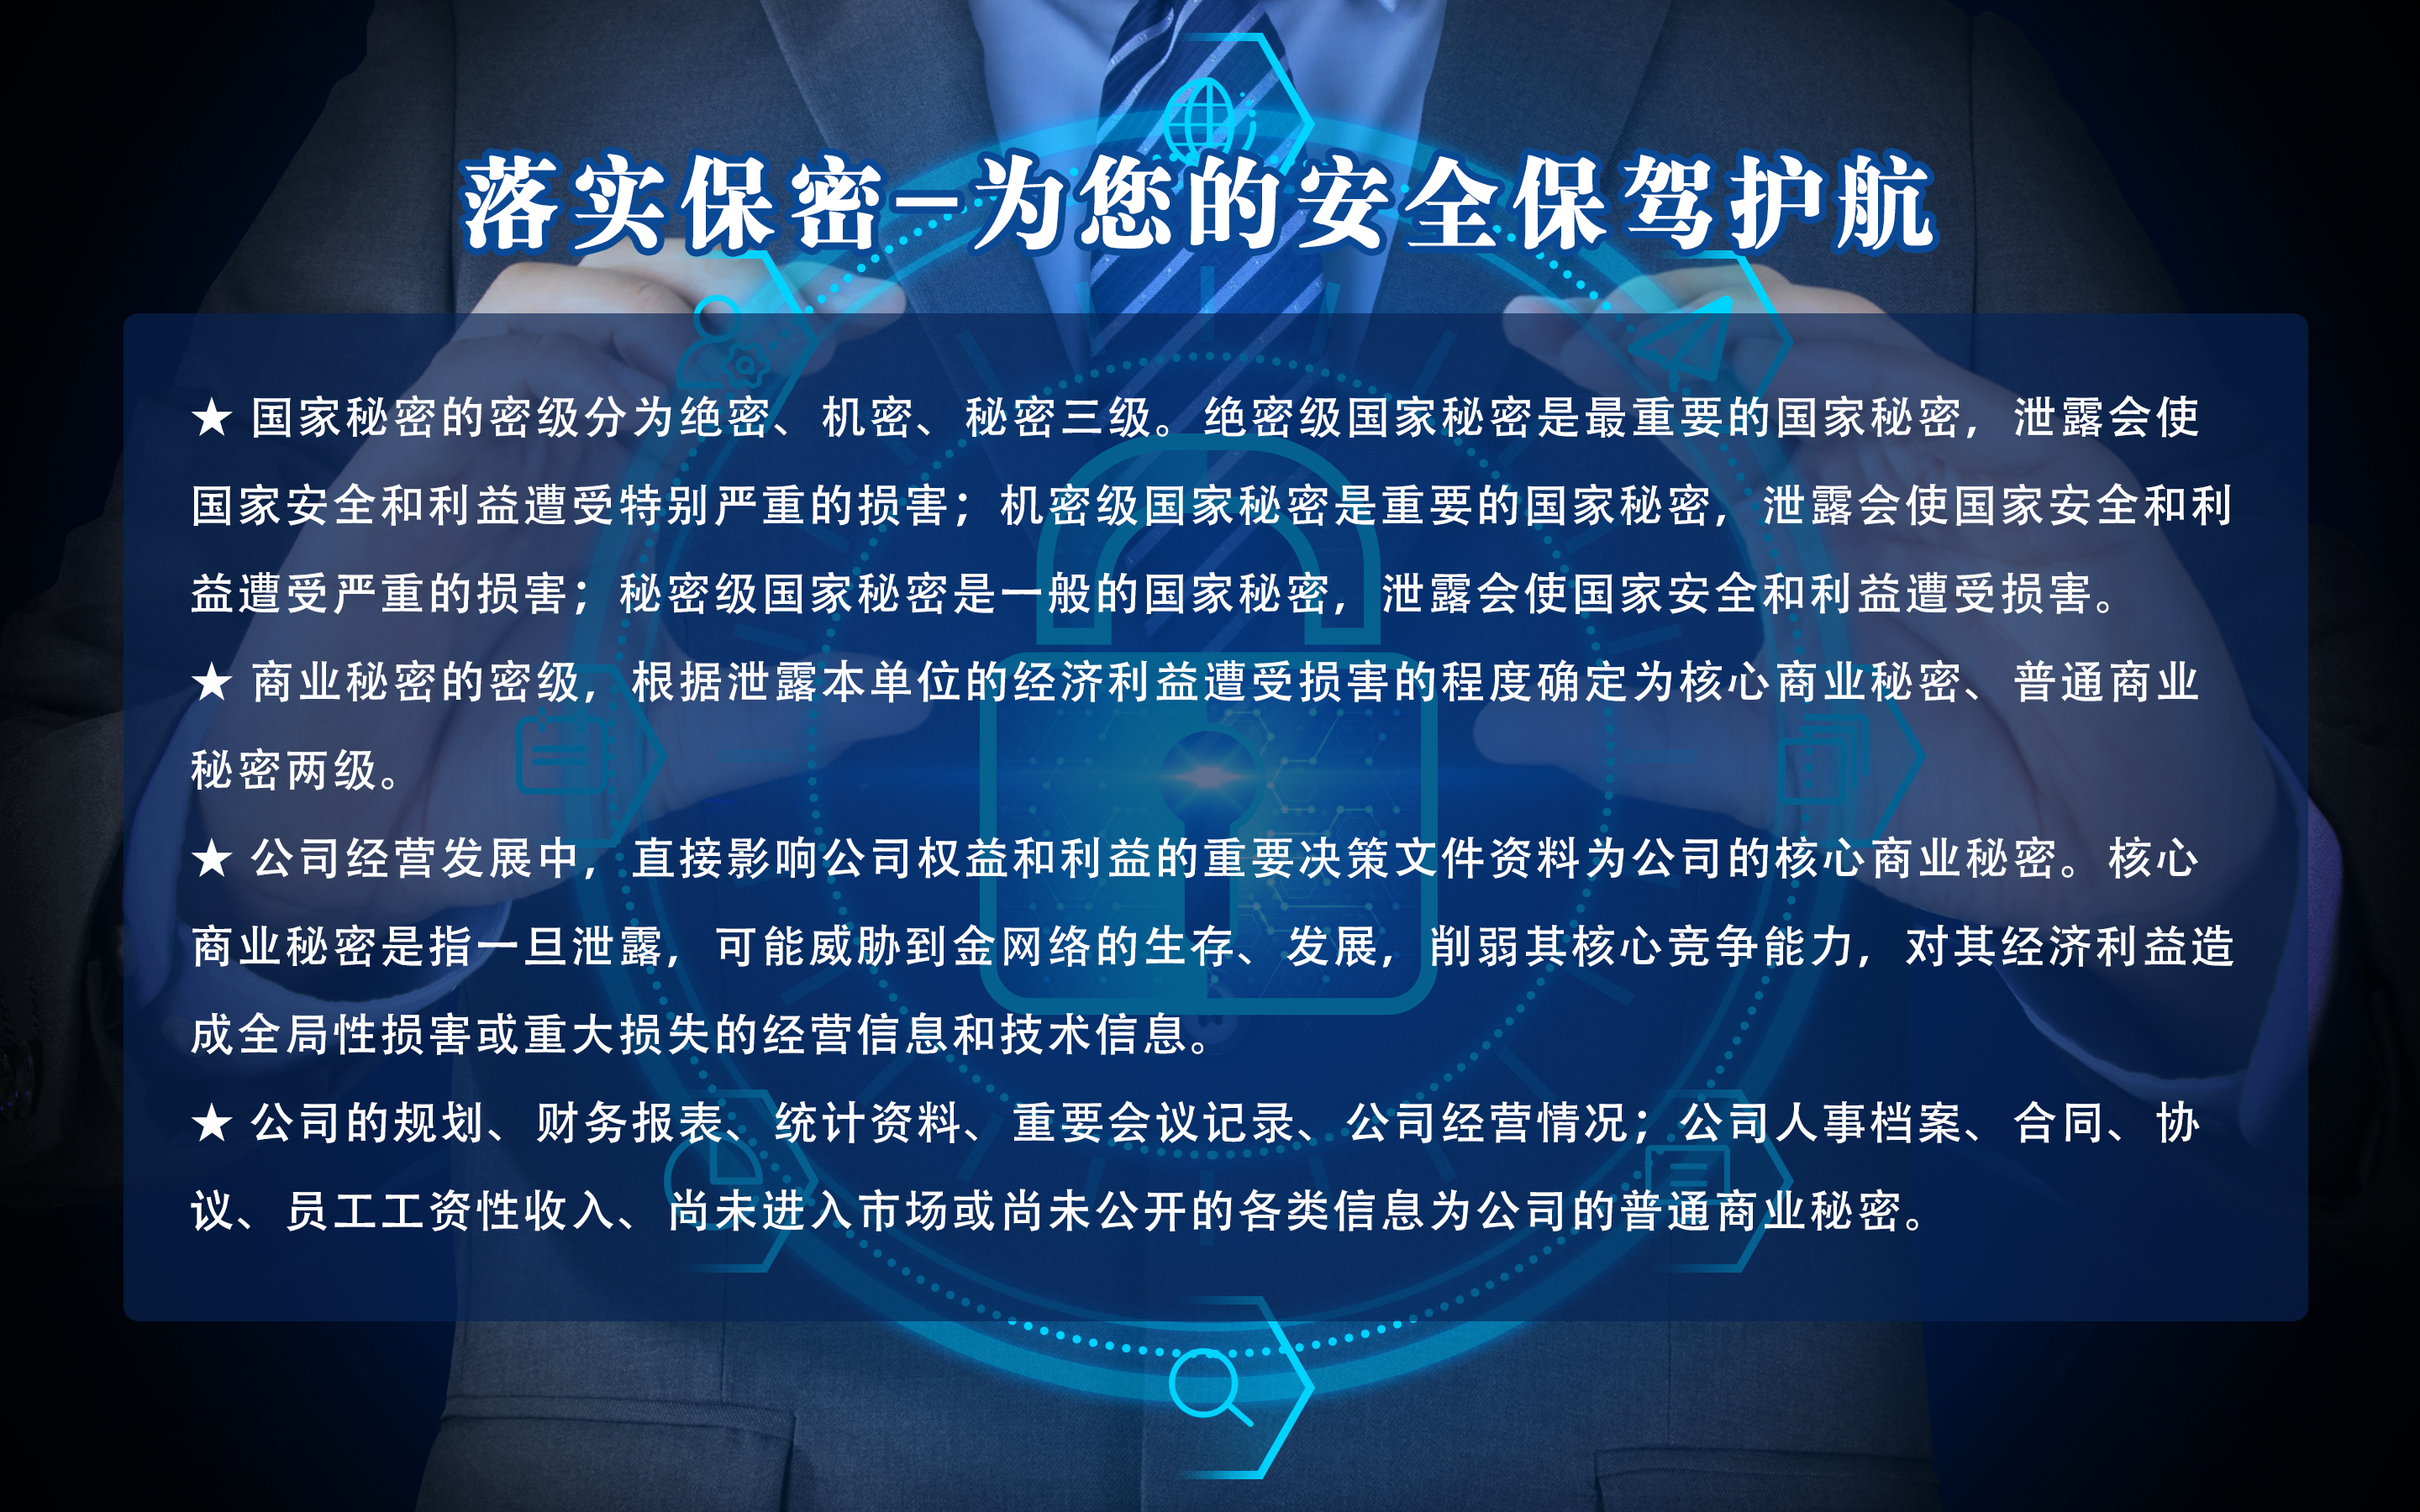 落实保密—为您的安全保驾护航
★ 国家秘密的密级分为绝密、机密、秘密三级。绝密级国家秘密是最重要的国家秘密，泄露会使
国家安全和利益遭受特别严重的损害；机密级国家秘密是重要的国家秘密，泄露会使国家安全和利
益遭受严重的损害；秘密级国家秘密是一般的国家秘密，泄露会使国家安全和利益遭受损害。
★ 商业秘密的密级，根据泄露本单位的经济利益遭受损害的程度确定为核心商业秘密、普通商业
秘密两级。
★ 公司经营发展中，直接影响公司权益和利益的重要决策文件资料为公司的核心商业秘密。核心
商业秘密是指一旦泄露，可能威胁到金网络的生存、发展，削弱其核心竞争能力，对其经济利益造
成全局性损害或重大损失的经营信息和技术信息。
★ 公司的规划、财务报表、统计资料、重要会议记录、公司经营情况；公司人事档案、合同、协
议、员工工资性收入、尚未进入市场或尚未公开的各类信息为公司的普通商业秘密。